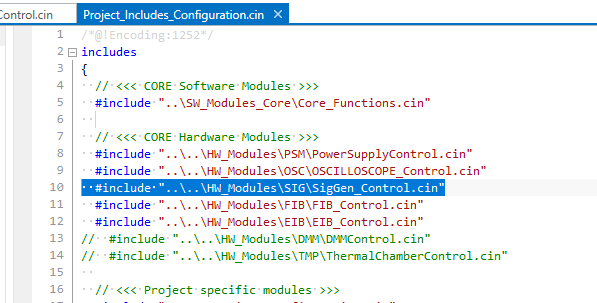 Control.cin
Project_Includes_Configuration.cin
1 /*@!Encoding:1252*/
2 includes
3 {
4 // <<< CORE Software Modules >>>
5 #include "..\SW_Modules_Core\Core_Functions.cin"
6
7 // <<< CORE Hardware Modules >>>
8 #include "..\..\HW_Modules\PSM\PowerSupplyControl.cin"
9 #include "..\..\HW_Modules\OSC\OSCILLOSCOPE_Control.cin"
10 #include "..\..\HW_Modules\SIG\SigGen_Control.cin"
11 #include "..\..\HW_Modules\FIB\FIB_Control.cin"
12 #include "..\..\HW_Modules\EIB\EIB_Control.cin"
13 // #include "..\..\HW_Modules\DMM\DMMControl.cin"
14 // #include "..\..\HW_Modules\TMP\ThermalChamberControl.cin"
15
16 // <<< Project specific modules >>>
17